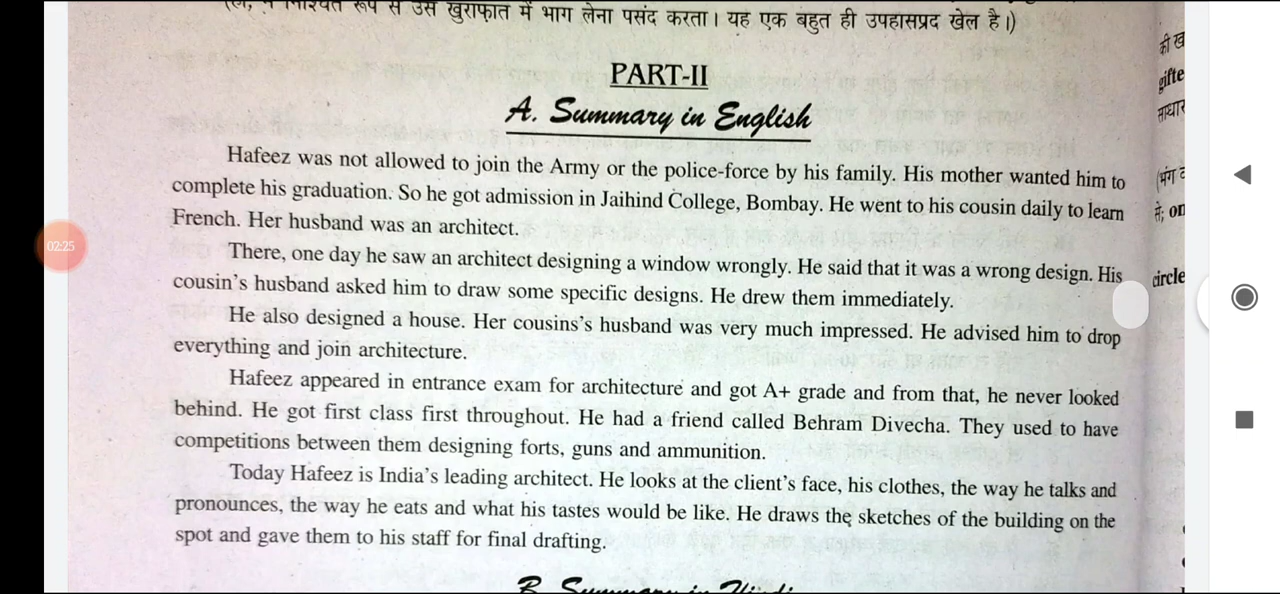 में भाग लेना पसंद करता। यह एक बहुत ही उपहासप्रद खेल है।)
PART-II
A. Summary in English
Hafeez was not allowed to join the Army or the police-force by his family. His mother wanted him to
complete his graduation. So he got admission in Jaihind College, Bombay. He went to his cousin daily to learn
French. Her husband was an architect.
There, one day he saw an architect designing a window wrongly. He said that it was a wrong design. His
cousin's husband asked him to draw some specific designs. He drew them immediately.
He also designed a house. Her cousins's husband was very much impressed. He advised him to drop
everything and join architecture.
Hafeez appeared in entrance exam for architecture and got A+ grade and from that, he never looked
behind. He got first class first throughout. He had a friend called Behram Divecha. They used to have
competitions between them designing forts, guns and ammunition.
Today Hafeez is India's leading architect. He looks at the client's face, his clothes, the way he talks and
pronounces, the way he eats and what his tastes would be like. He draws the sketches of the building on the
spot and gave them to his staff for final drafting.
02:25
circle